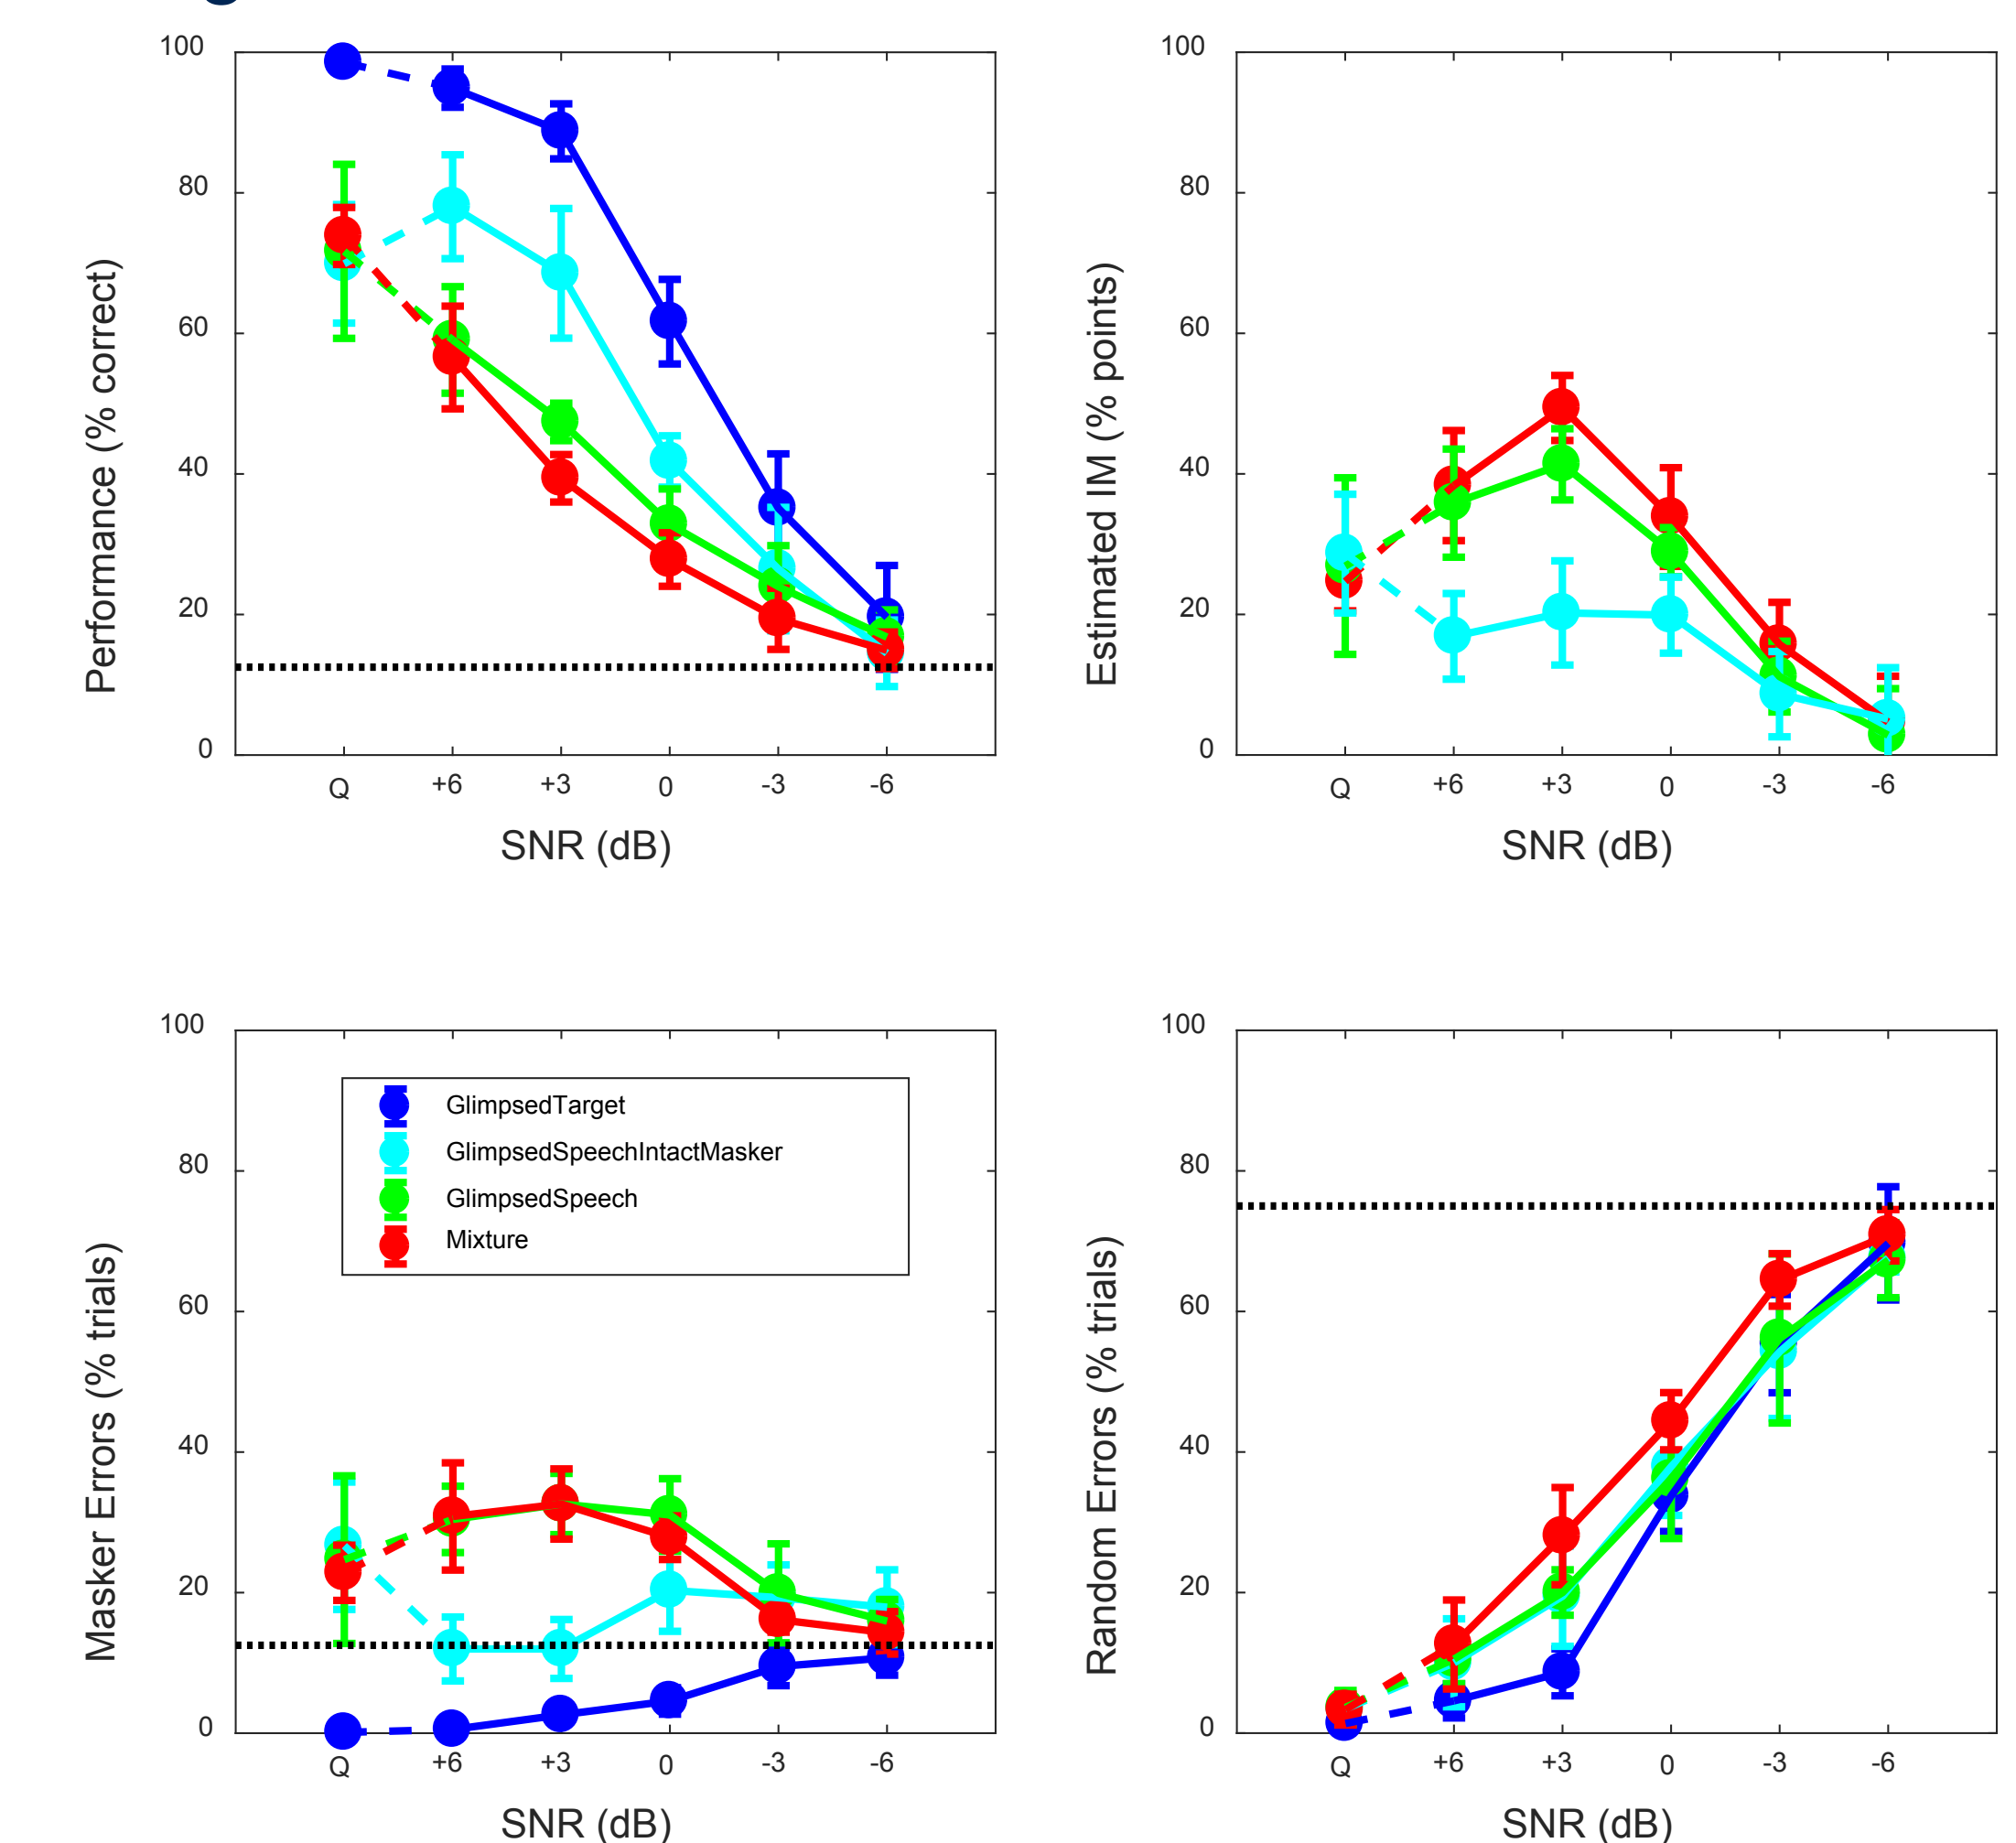 100
80
60
40
20
0
Performance (% correct)
Q +6 +3 0 -3 -6
SNR (dB)
100
80
60
40
20
0
Estimated IM (% points)
Q +6 +3 0 -3 -6
SNR (dB)
100
80
60
40
20
0
Masker Errors (% trials)
GlimpsedTarget
GlimpsedSpeechIntactMasker
GlimpsedSpeech
Mixture
Q +6 +3 0 -3 -6
SNR (dB)
100
80
60
40
20
0
Random Errors (% trials)
Q +6 +3 0 -3 -6
SNR (dB)